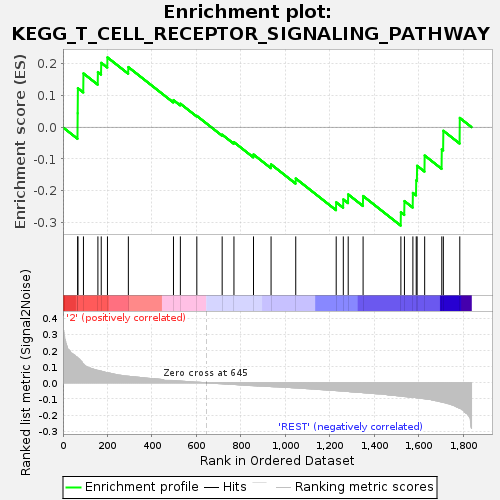 Enrichment plot:
KEGG_T_CELL_RECEPTOR_SIGNALING_PATHWAY
Enrichment score (ES)
0.2
0.1
0.0
-0.1
-0.2
-0.3
'2' (positively correlated)
Ranked list metric (Signal2Noise)
0.4
0.3
0.2
0.1
0.0
-0.1
-0.2
-0.3
Zero cross at 645
'REST' (negatively correlated)
0 200 400 600 800 1,000 1,200 1,400 1,600 1,800
Rank in Ordered Dataset
Enrichment profile Hits Ranking metric scores